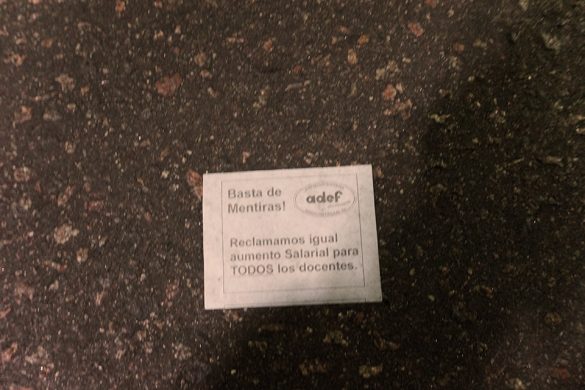 Basta de
Mentiras!
adef
Reclamamos igual
aumento Salarial para
TODOS los docentes.